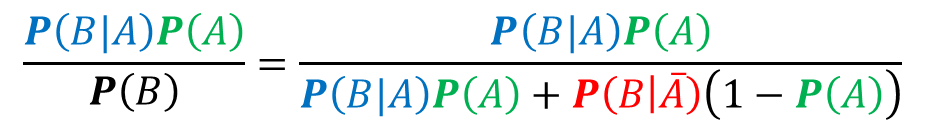 P(B|A)P(A) / P(B) = P(B|A)P(A) / P(B|A)P(A) + P(B|Ā)(1 − P(A))